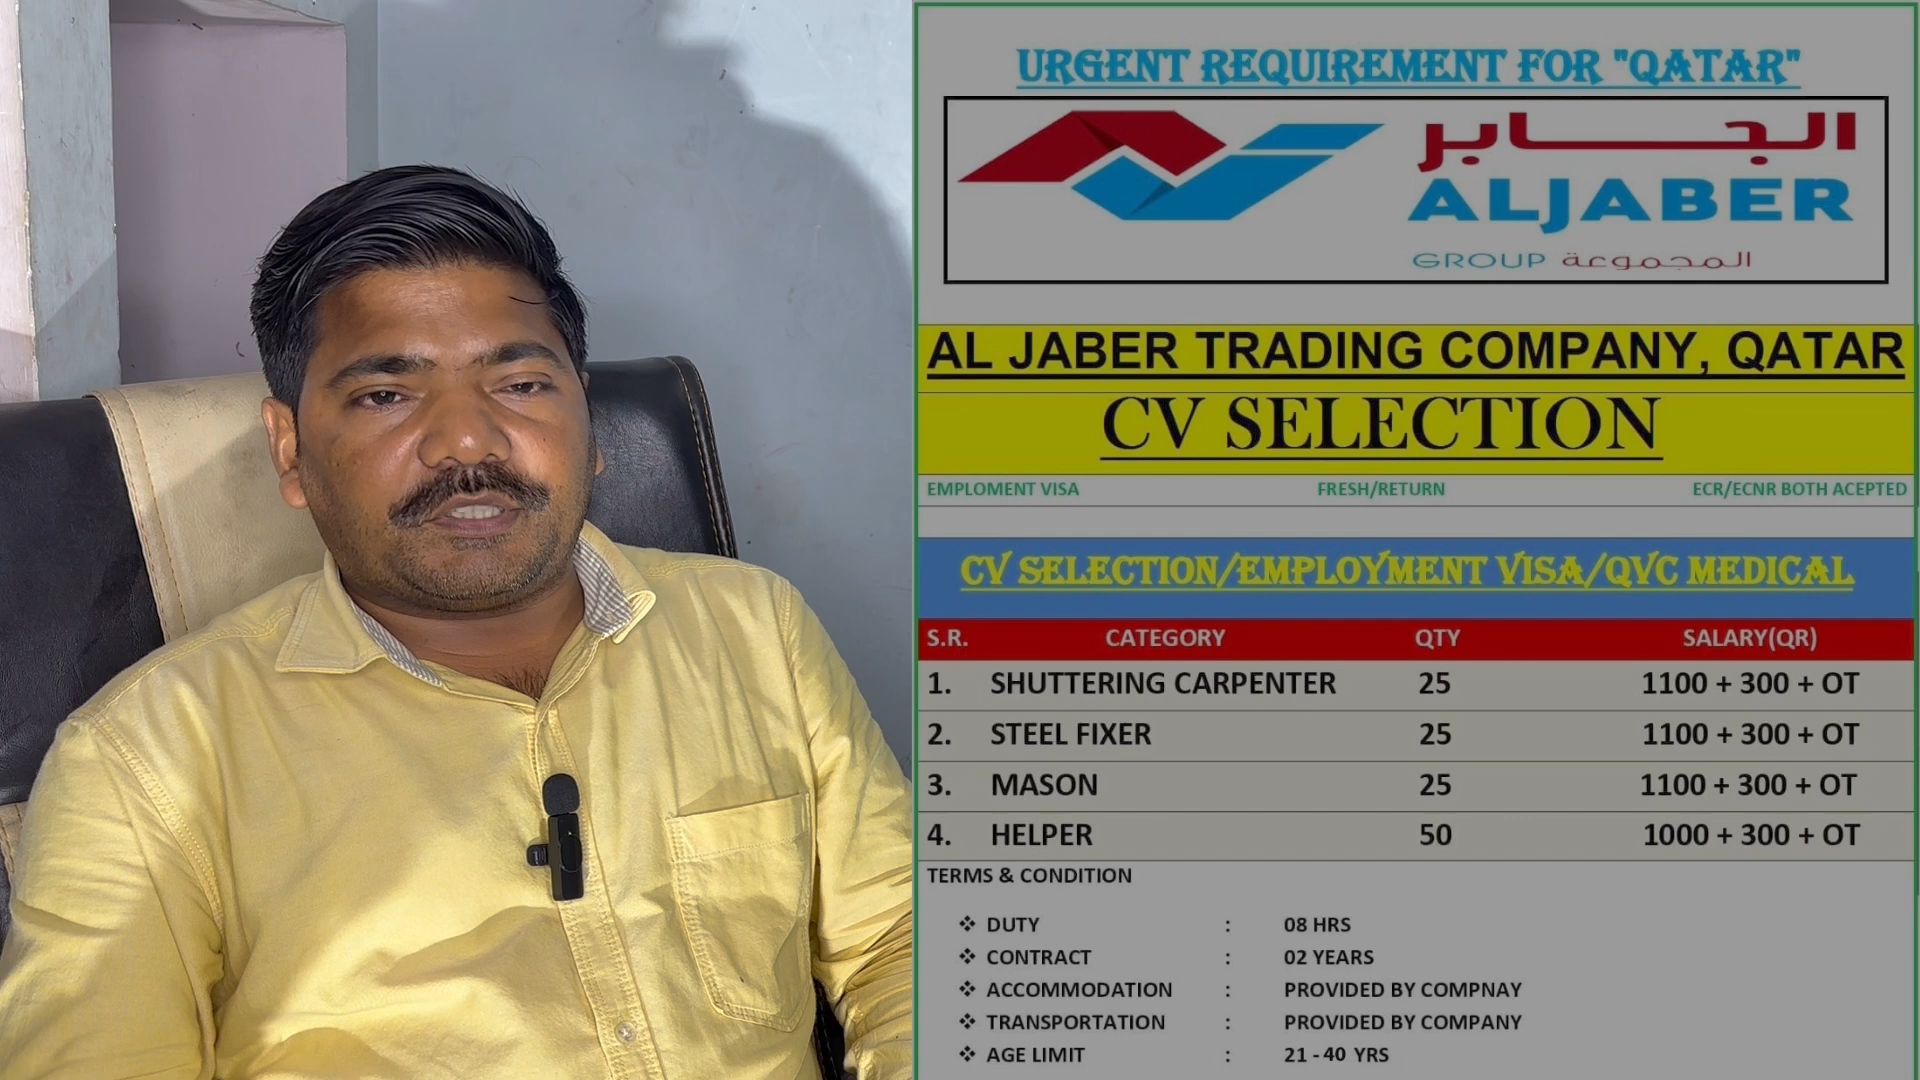 URGENT REQUIREMENT FOR "QATAR"
الجابر
ALJABER
GROUP المجموعة
AL JABER TRADING COMPANY, QATAR
CV SELECTION
EMPLOMENT VISA FRESH/RETURN ECR/ECNR BOTH ACEPTED
CV SELECTION/EMPLOYMENT VISA/QVC MEDICAL
S.R. CATEGORY QTY SALARY(QR)
1. SHUTTERING CARPENTER 25 1100 + 300 + OT
2. STEEL FIXER 25 1100 + 300 + OT
3. MASON 25 1100 + 300 + OT
4. HELPER 50 1000 + 300 + OT
TERMS & CONDITION
❖ DUTY : 08 HRS
❖ CONTRACT : 02 YEARS
❖ ACCOMMODATION : PROVIDED BY COMPNAY
❖ TRANSPORTATION : PROVIDED BY COMPANY
❖ AGE LIMIT : 21 - 40 YRS